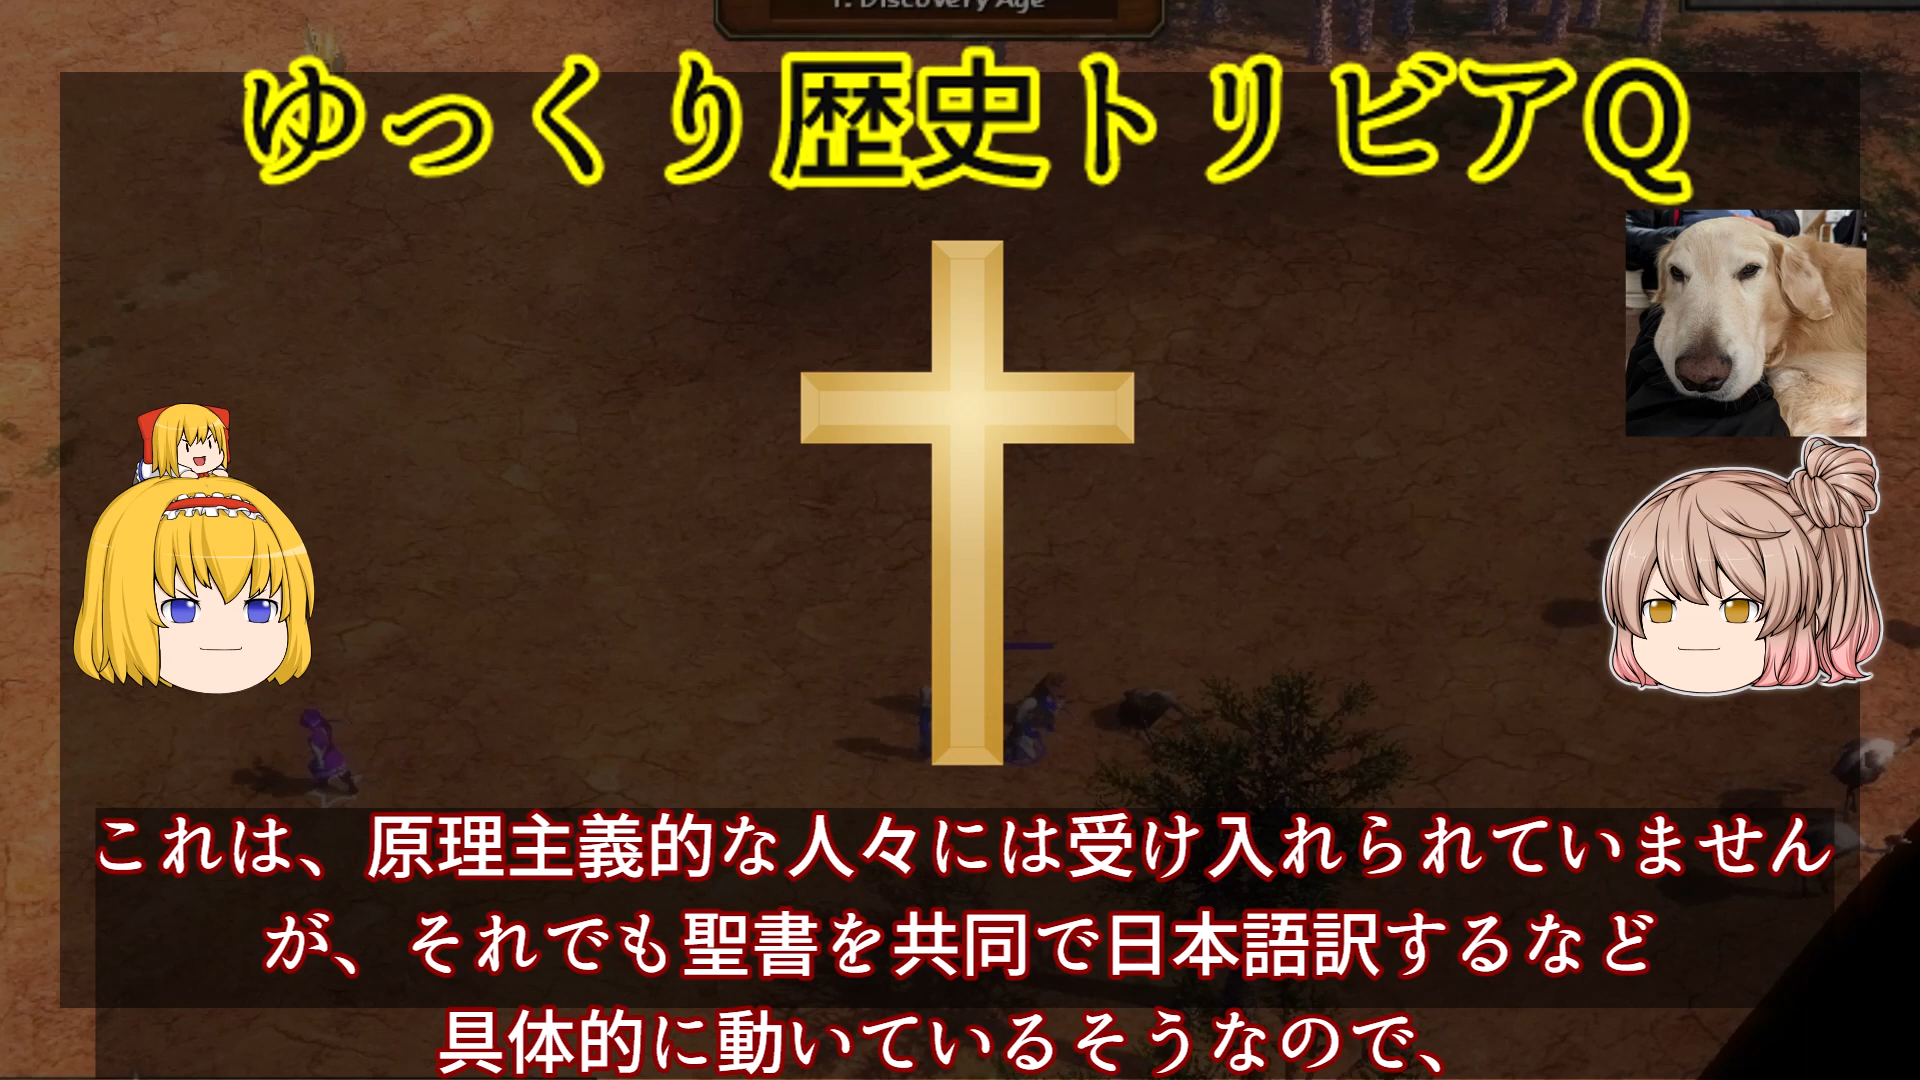 1: Discovery Age
ゆっくり歴史トリビアQ
これは、原理主義的な人々には受け入れられていません
が、それでも聖書を共同で日本語訳するなど
具体的に動いているそうなので、